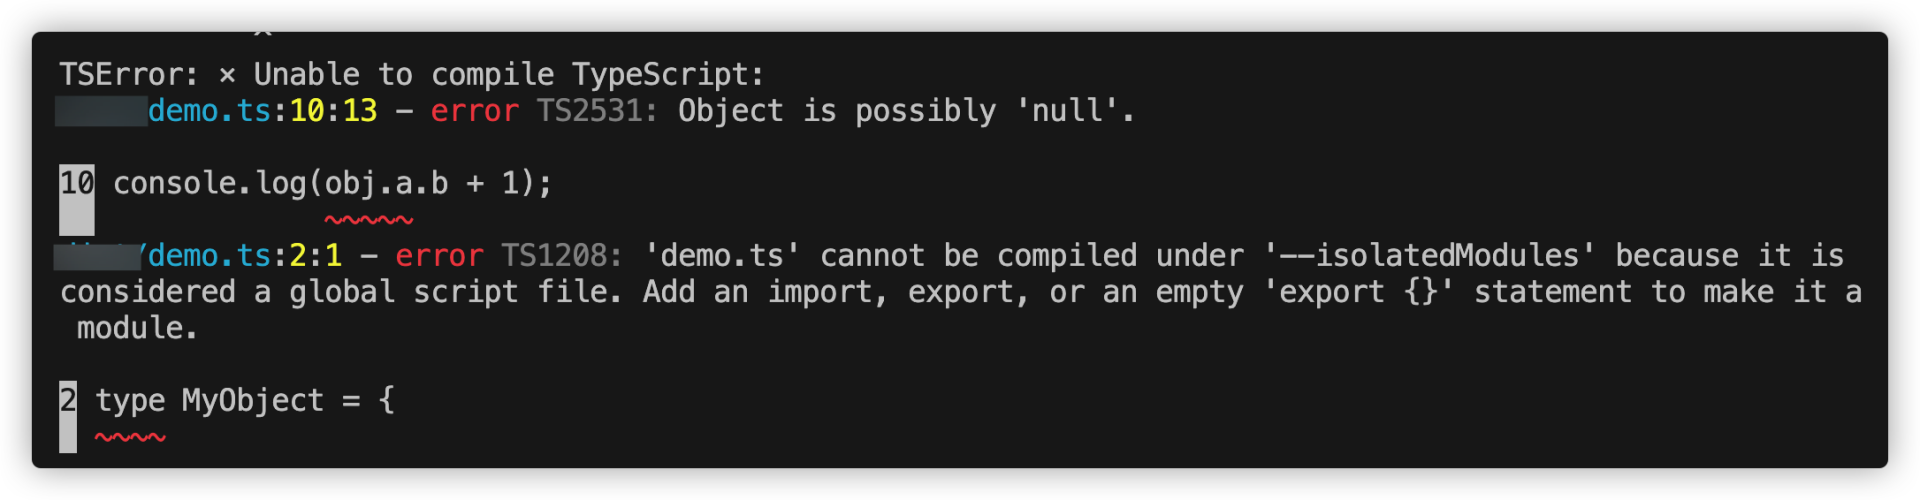 TSError: ⨯ Unable to compile TypeScript:
demo.ts:10:13 - error TS2531: Object is possibly 'null'.
10 console.log(obj.a.b + 1);
/demo.ts:2:1 - error TS1208: 'demo.ts' cannot be compiled under '--isolatedModules' because it is
considered a global script file. Add an import, export, or an empty 'export {}' statement to make it a
module.
2 type MyObject = {